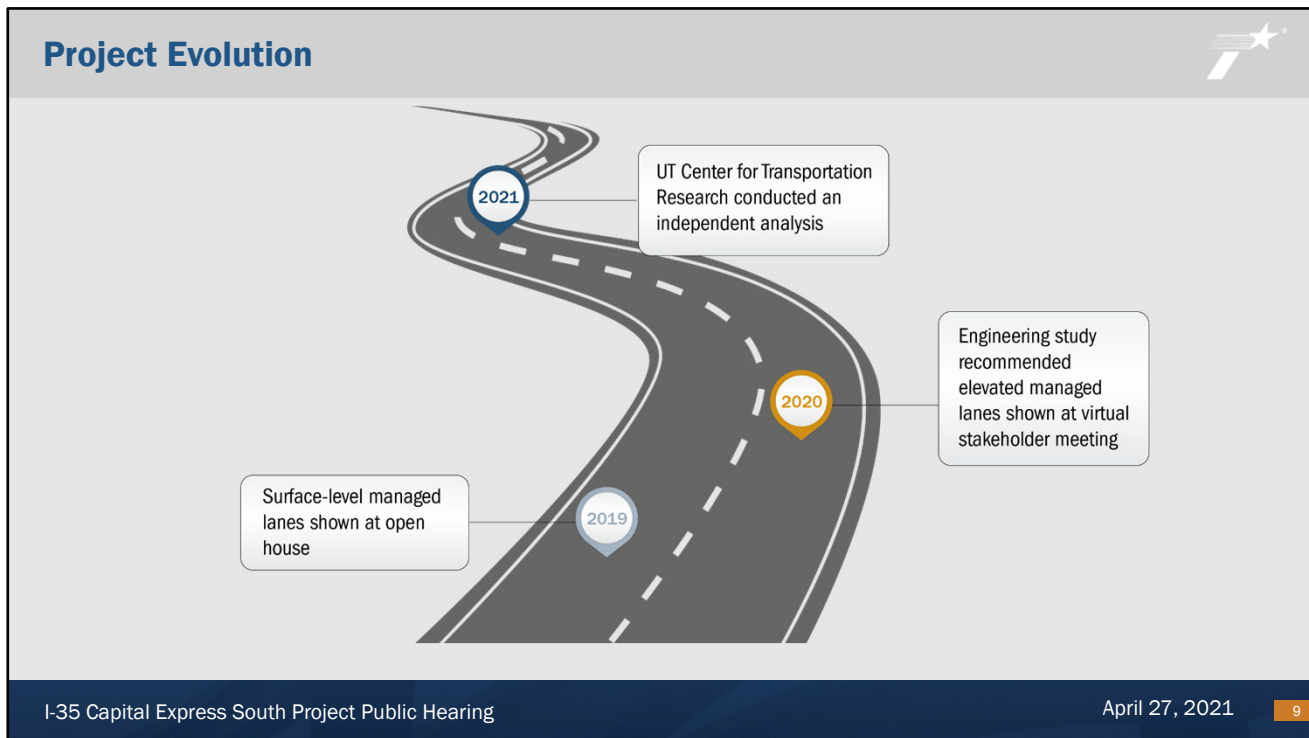 Project Evolution
2021
UT Center for Transportation
Research conducted an
independent analysis
2020
Engineering study
recommended
elevated managed
lanes shown at virtual
stakeholder meeting
2019
Surface-level managed
lanes shown at open
house
I-35 Capital Express South Project Public Hearing
April 27, 2021
9